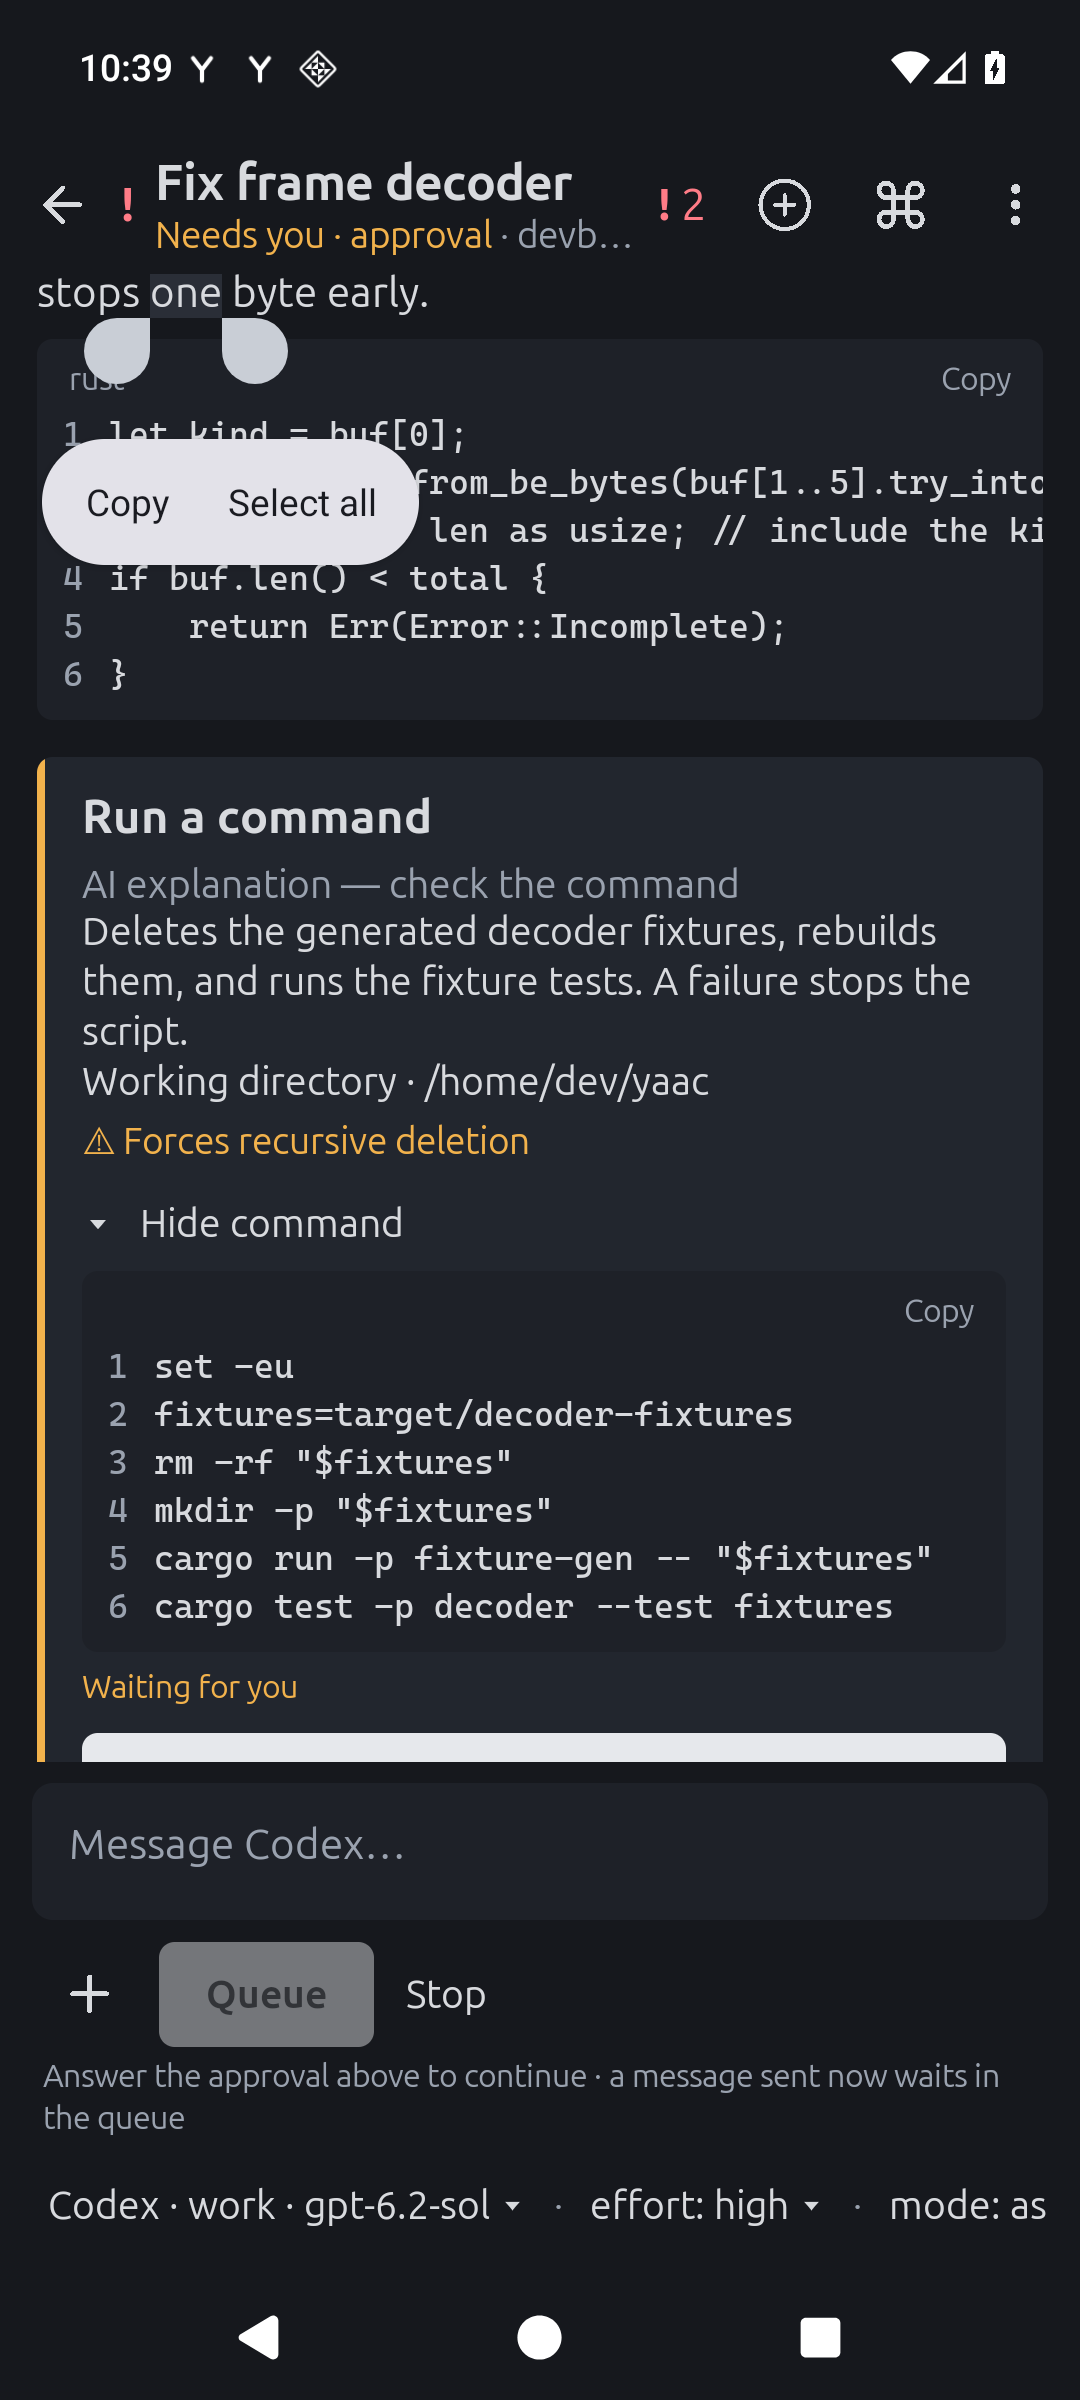 10:39
! Fix frame decoder ! 2
Needs you · approval · devb…
stops one byte early.
rust Copy
1 let kind = buf[0];
from_be_bytes(buf[1..5].try_into
len as usize; // include the ki
Copy Select all
4 if buf.len() < total {
5 return Err(Error::Incomplete);
6 }
Run a command
AI explanation — check the command
Deletes the generated decoder fixtures, rebuilds
them, and runs the fixture tests. A failure stops the
script.
Working directory · /home/dev/yaac
⚠ Forces recursive deletion
Hide command
Copy
1 set -eu
2 fixtures=target/decoder-fixtures
3 rm -rf "$fixtures"
4 mkdir -p "$fixtures"
5 cargo run -p fixture-gen -- "$fixtures"
6 cargo test -p decoder --test fixtures
Waiting for you
Message Codex…
Queue Stop
Answer the approval above to continue · a message sent now waits in
the queue
Codex · work · gpt-6.2-sol · effort: high · mode: as